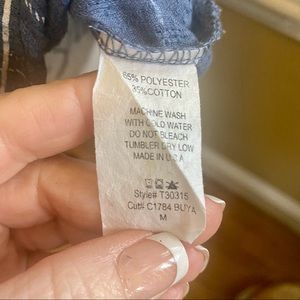 65% POLYESTER
35%COTTON
MACHINE WASH
WITH COLD WATER
DO NOT BLEACH
TUMBLER DRY LOW
MADE IN U.S.A
Style# T30315
Cut# C1784 BUYA
M